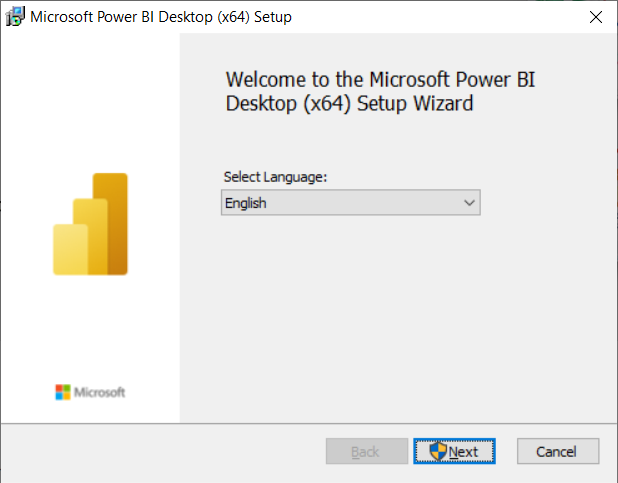 Microsoft Power BI Desktop (x64) Setup
Welcome to the Microsoft Power BI
Desktop (x64) Setup Wizard
Select Language:
English
Microsoft
Back
Next
Cancel